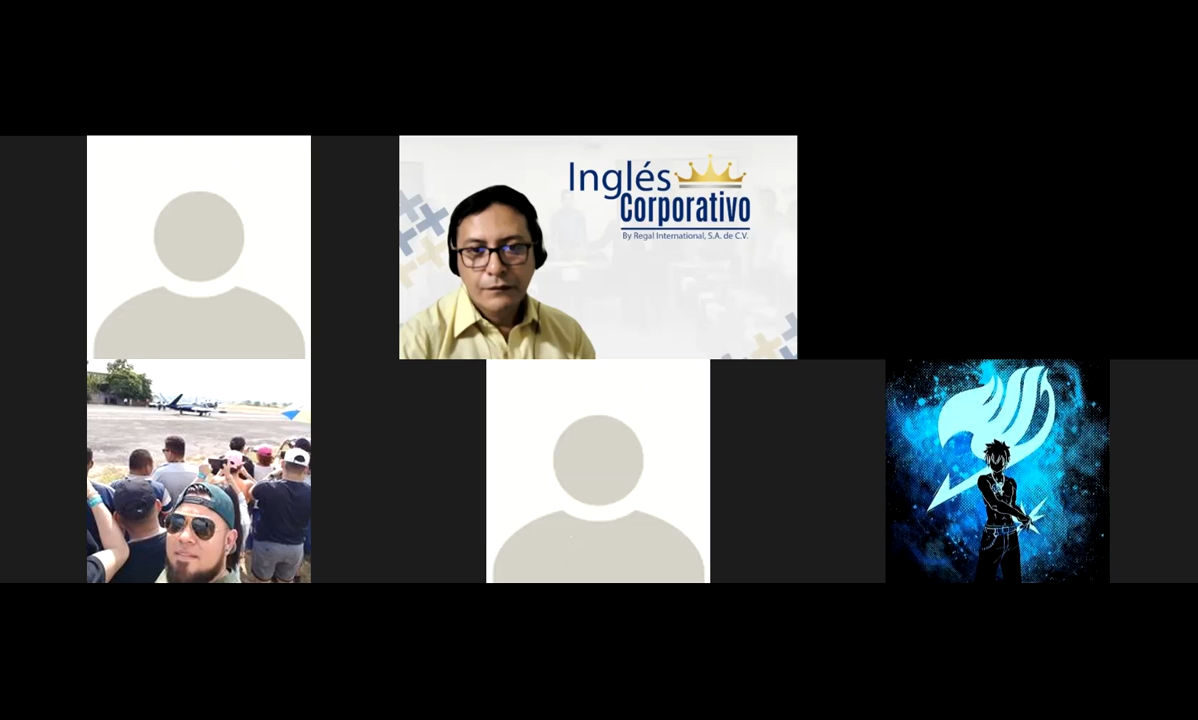 Inglés
Corporativo
By Regal International, S.A. de C.V.